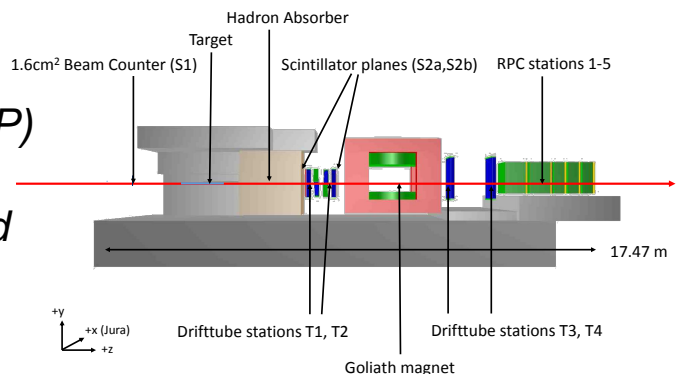 Hadron Absorber
Target
1.6cm² Beam Counter (S1)
Scintillator planes (S2a,S2b)
RPC stations 1-5
P)
d
17.47 m
+y
+x (Jura)
+z
Drifttube stations T1, T2
Drifttube stations T3, T4
Goliath magnet